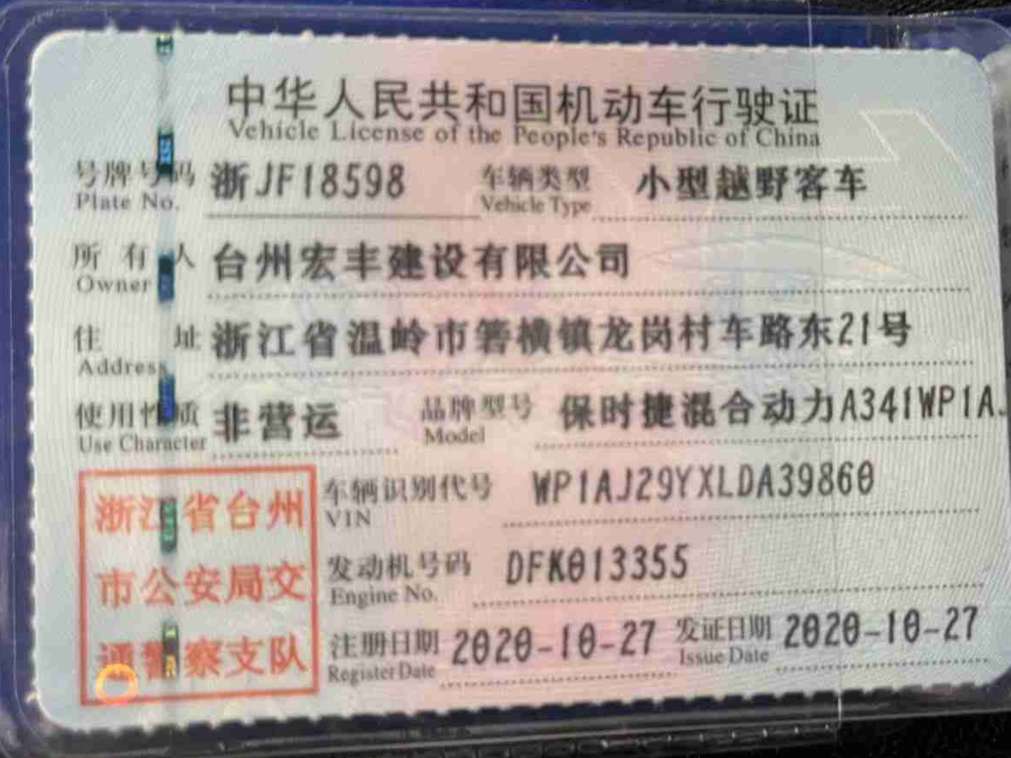 中华人民共和国机动车行驶证
Vehicle License of the People's Republic of China
号牌号码 浙JF18598 车辆类型 小型越野客车
Plate No. Vehicle Type
所有人 台州宏丰建设有限公司
Owner
住址 浙江省温岭市箬横镇龙岗村车路东21号
Address
使用性质 非营运 品牌型号 保时捷混合动力A341WP1A
Use Character Model
车辆识别代号 WP1AJ29YXLDA39860
VIN
发动机号码 DFK013355
Engine No.
注册日期 2020-10-27 发证日期 2020-10-27
Register Date Issue Date
浙江省台州
市公安局交
通警察支队